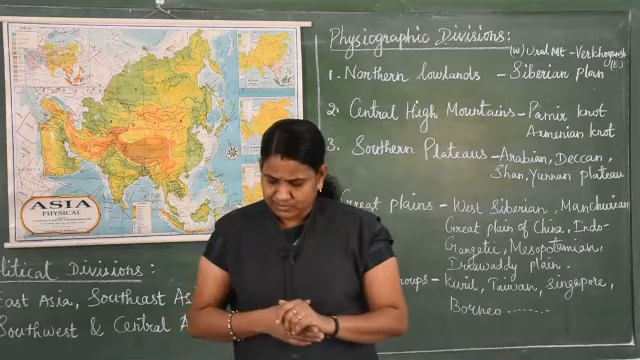 ASIA
PHYSICAL
Physiographic Divisions:
(W) Ural Mt - Verkhoyansk
(E)
1. Northern lowlands - Siberian plan
2. Central High Mountains - Pamir knot
Armenian knot
3. Southern Plateaus - Arabian, Deccan,
Shan, Yunnan plateau
Great plains - West Siberian, Manchurian
Great plain of China, Indo-
Gangetic, Mesopotamian,
Irrawaddy plain.
roups - Kuril, Taiwan, Singapore,
Borneo ........
litical Divisions:
East Asia, Southeast As
Southwest & Central A